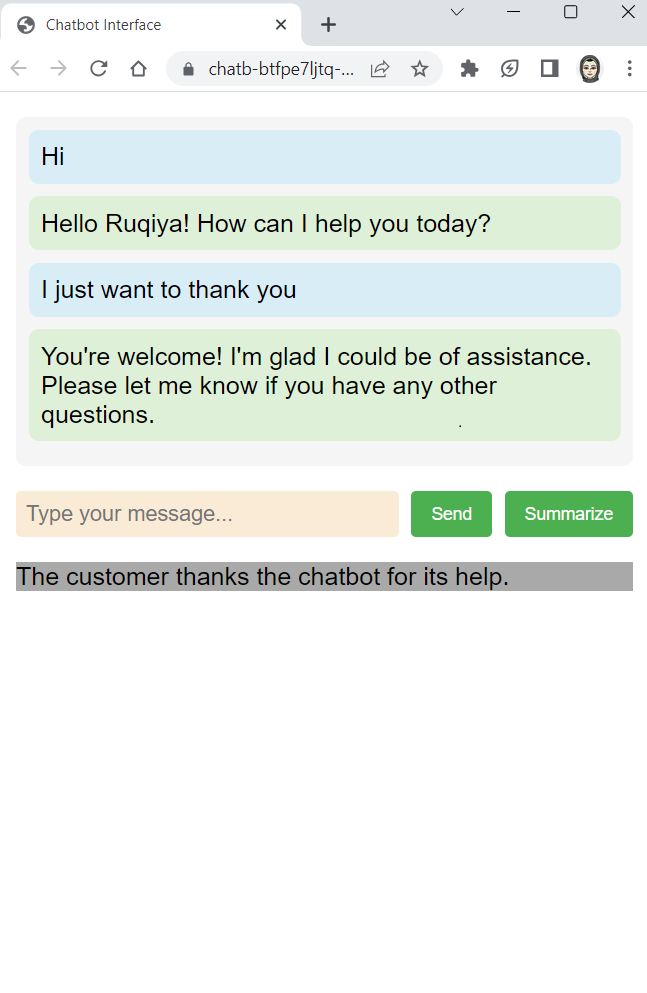 Chatbot Interface
chatb-btfpe7ljtq-...
Hi
Hello Ruqiya! How can I help you today?
I just want to thank you
You're welcome! I'm glad I could be of assistance.
Please let me know if you have any other
questions.
Type your message...
Send
Summarize
The customer thanks the chatbot for its help.